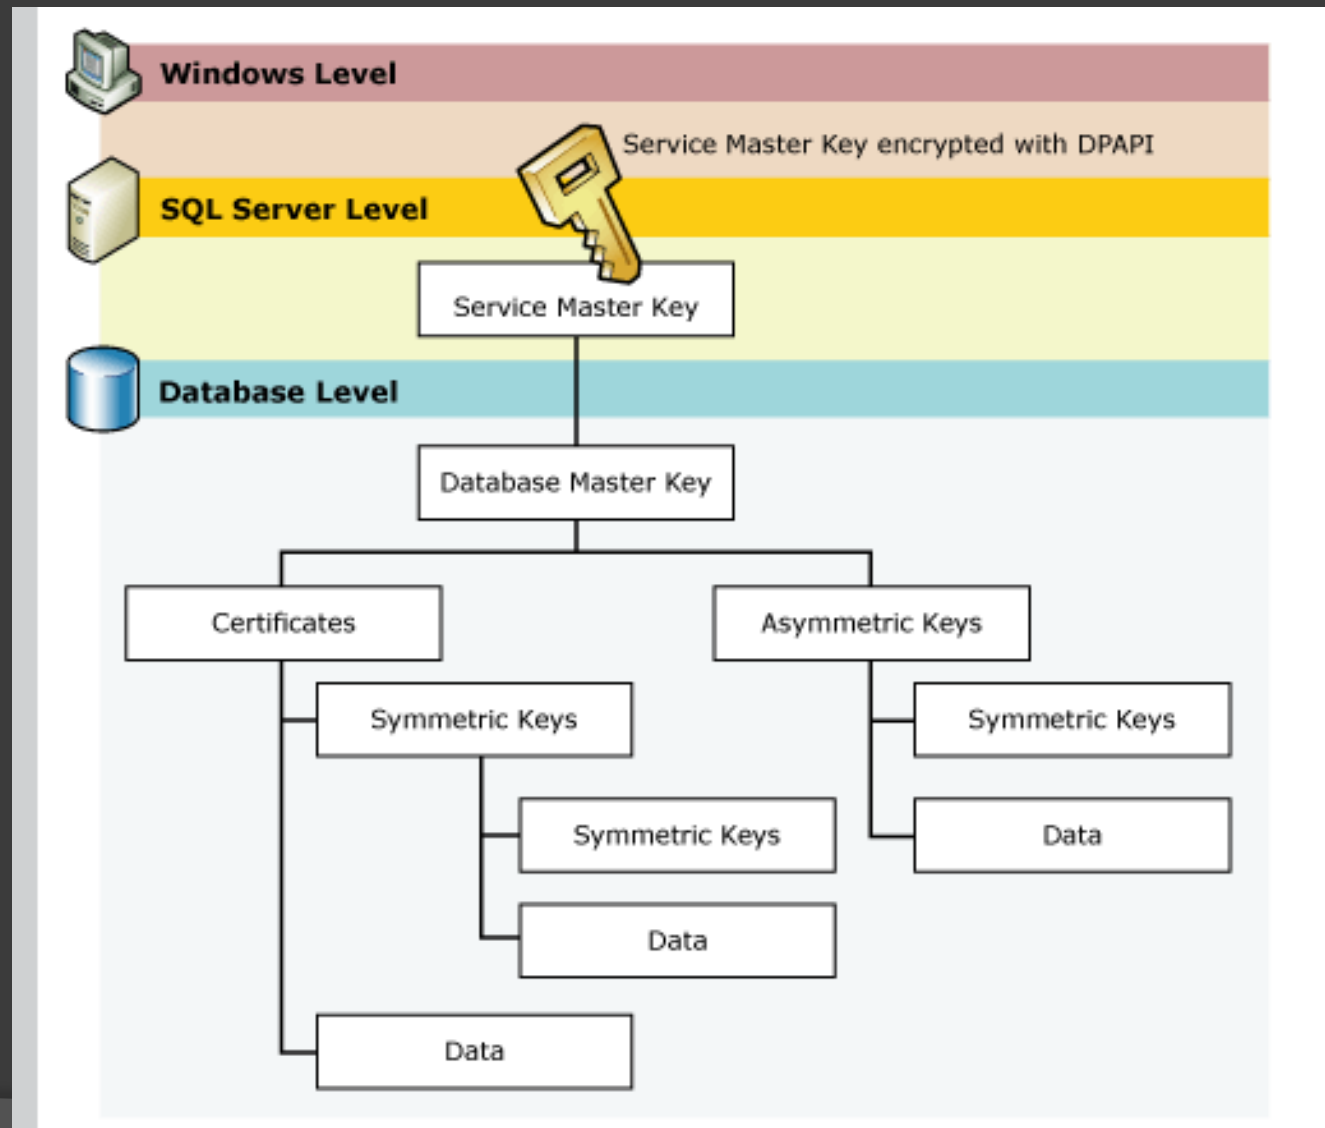 Windows Level
Service Master Key encrypted with DPAPI
SQL Server Level
Service Master Key
Database Level
Database Master Key
Certificates
Asymmetric Keys
Symmetric Keys
Symmetric Keys
Symmetric Keys
Data
Data
Data